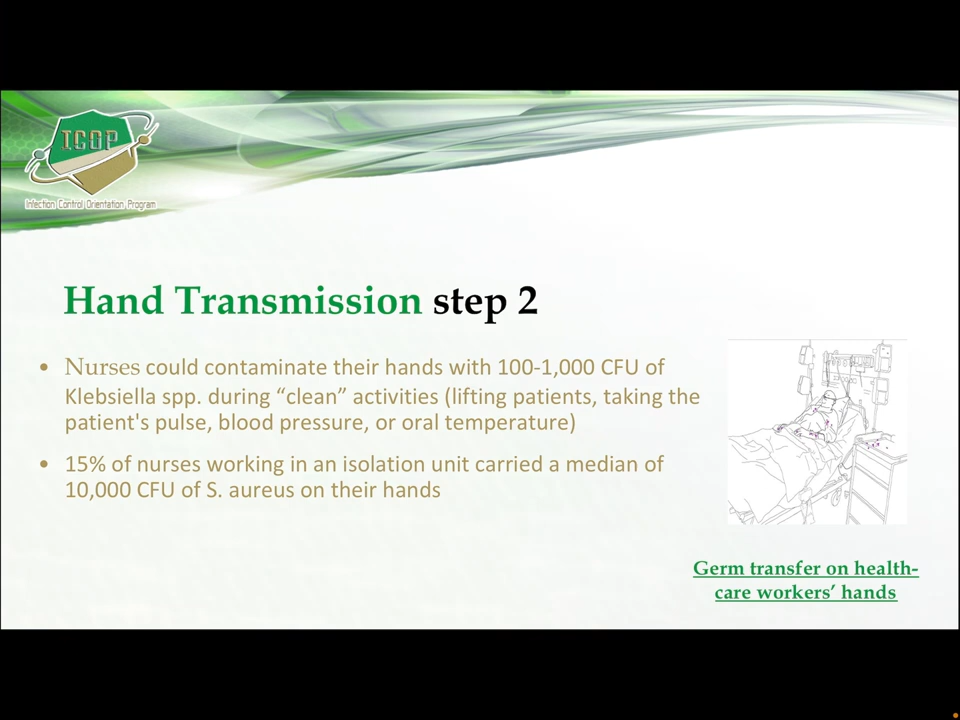 ICOP
Infection Control Orientation Program
Hand Transmission step 2
• Nurses could contaminate their hands with 100-1,000 CFU of
Klebsiella spp. during “clean” activities (lifting patients, taking the
patient's pulse, blood pressure, or oral temperature)
• 15% of nurses working in an isolation unit carried a median of
10,000 CFU of S. aureus on their hands
Germ transfer on health-
care workers’ hands